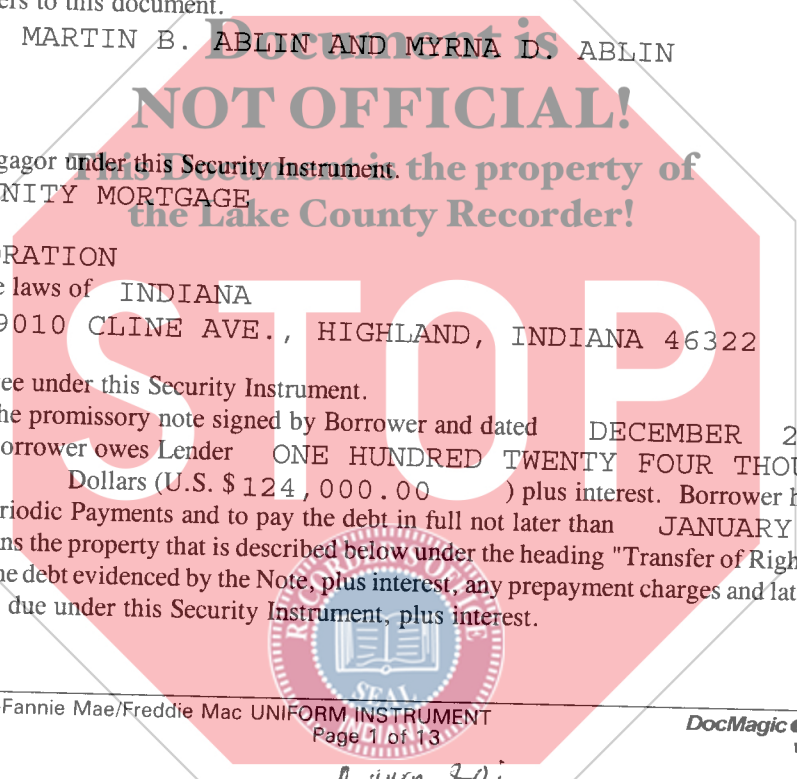 ers to this document.
MARTIN B. ABLIN AND MYRNA D. ABLIN
Document is
NOT OFFICIAL!
gagor under this Security Instrument.
This Document is the property of
NITY MORTGAGE
the Lake County Recorder!
RATION
e laws of INDIANA
9010 CLINE AVE., HIGHLAND, INDIANA 46322
STOP
ee under this Security Instrument.
he promissory note signed by Borrower and dated DECEMBER 2
orrower owes Lender ONE HUNDRED TWENTY FOUR THOU
Dollars (U.S. $ 124,000.00 ) plus interest. Borrower h
riodic Payments and to pay the debt in full not later than JANUARY
ns the property that is described below under the heading "Transfer of Righ
he debt evidenced by the Note, plus interest, any prepayment charges and lat
due under this Security Instrument, plus interest.
RECORDER'S OFFICE
SEAL
INDIANA
Fannie Mae/Freddie Mac UNIFORM INSTRUMENT
Page 1 of 13
DocMagic